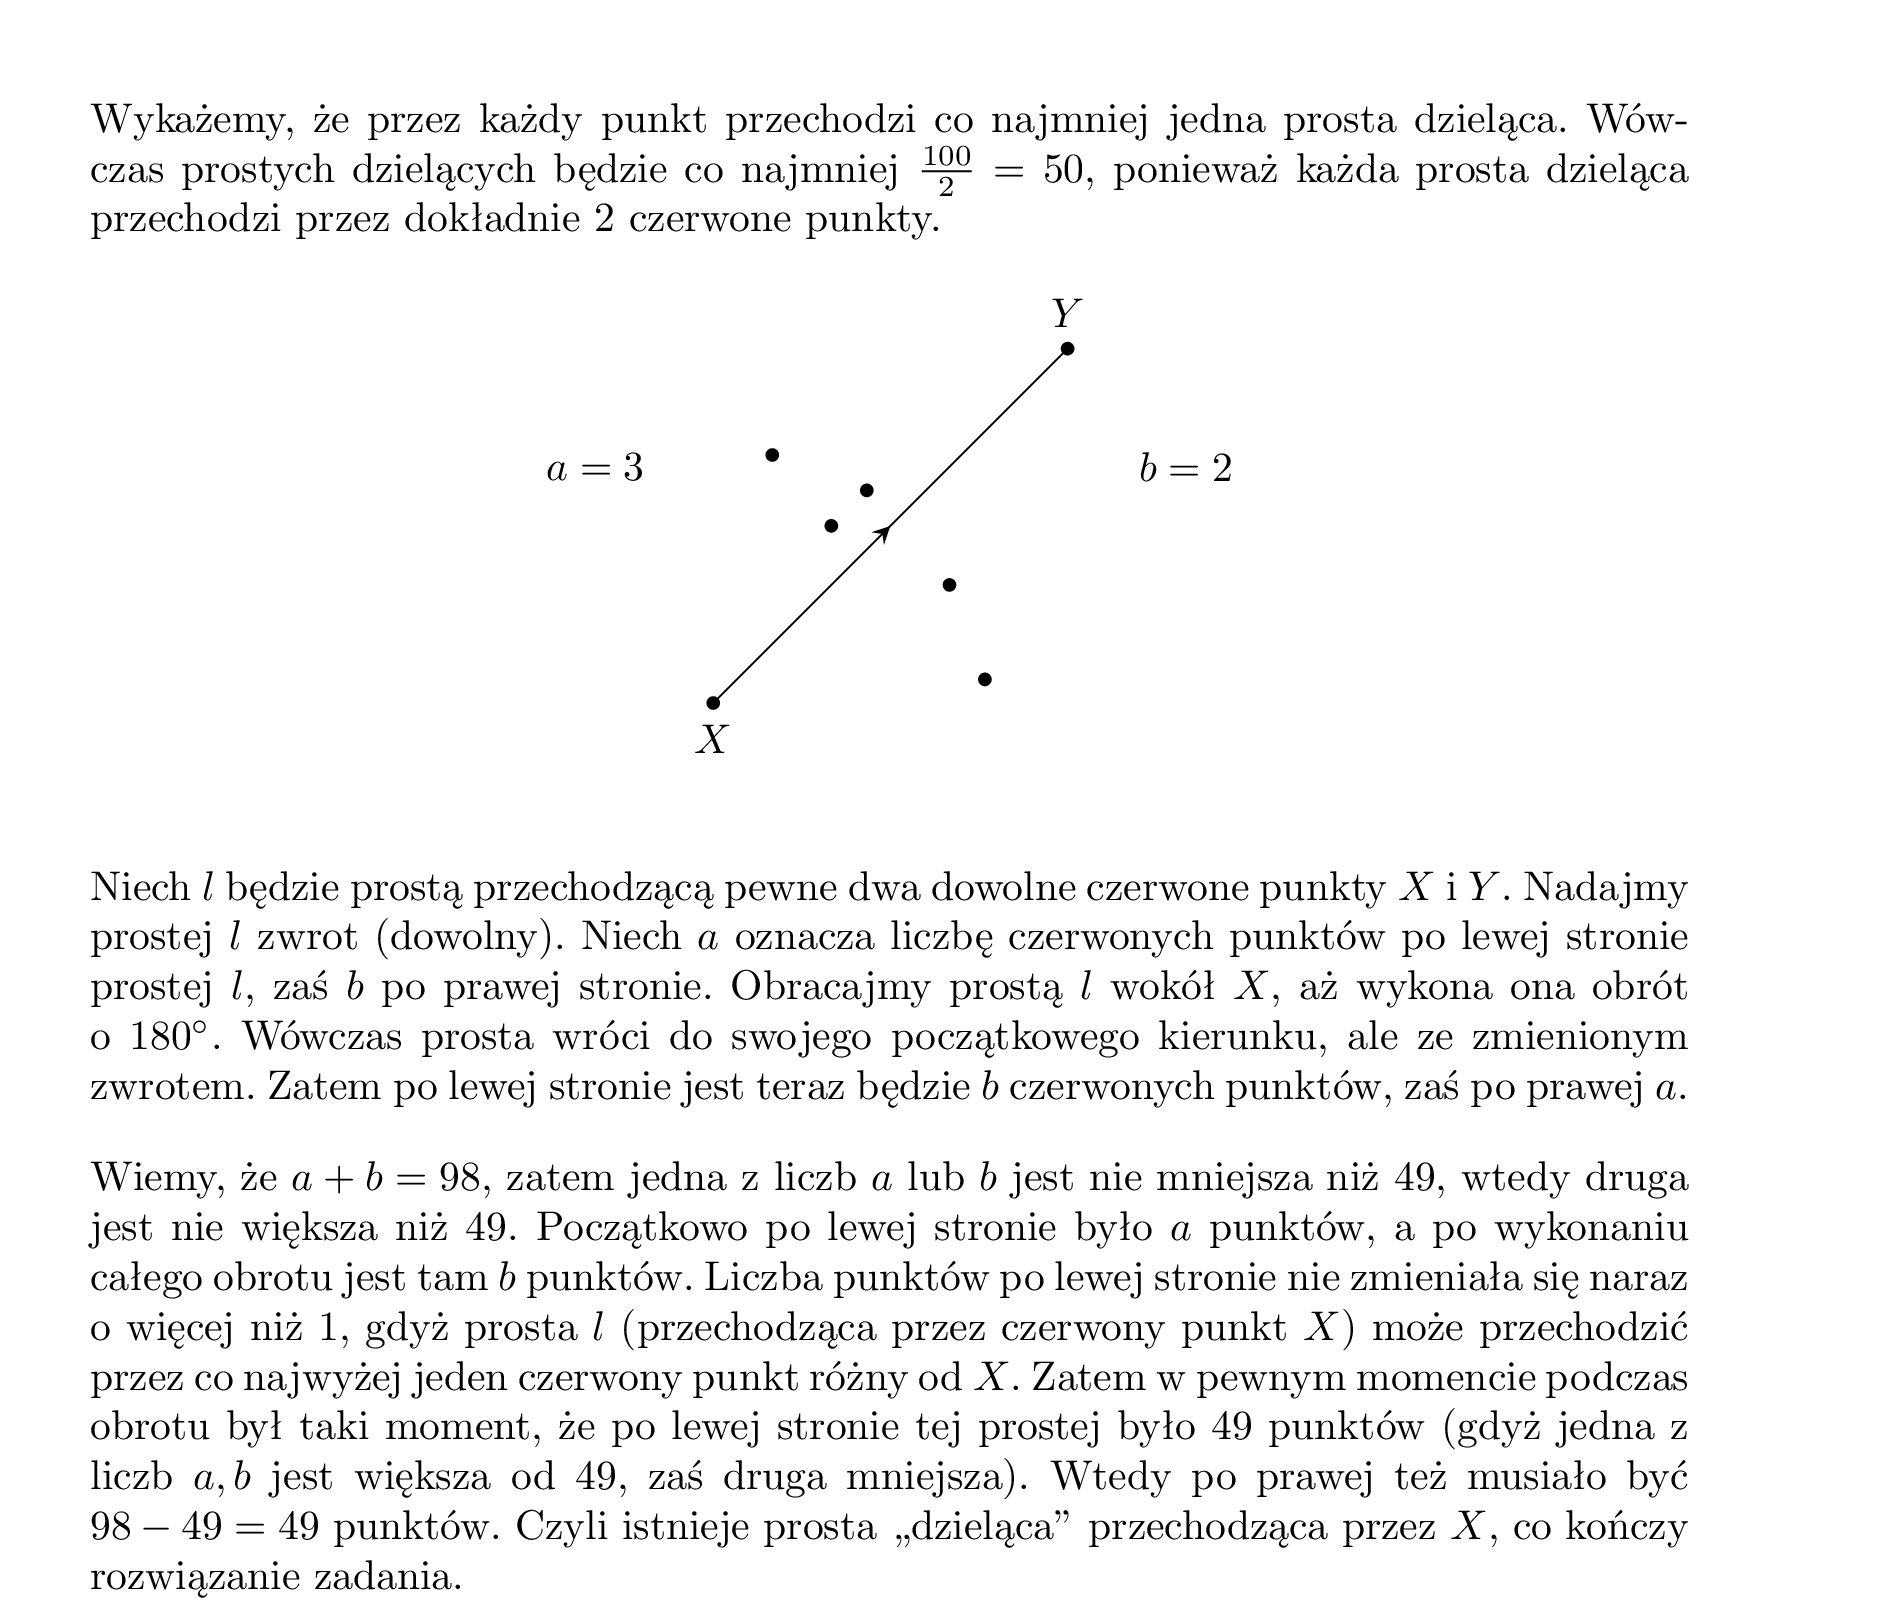 Wykażemy, że przez każdy punkt przechodzi co najmniej jedna prosta dzieląca. Wów-
czas prostych dzielących będzie co najmniej \frac{100}{2} = 50, ponieważ każda prosta dzieląca
przechodzi przez dokładnie 2 czerwone punkty.
Y
a = 3
b = 2
X
Niech l będzie prostą przechodzącą pewne dwa dowolne czerwone punkty X i Y. Nadajmy
prostej l zwrot (dowolny). Niech a oznacza liczbę czerwonych punktów po lewej stronie
prostej l, zaś b po prawej stronie. Obracajmy prostą l wokół X, aż wykona ona obrót
o 180°. Wówczas prosta wróci do swojego początkowego kierunku, ale ze zmienionym
zwrotem. Zatem po lewej stronie jest teraz będzie b czerwonych punktów, zaś po prawej a.
Wiemy, że a + b = 98, zatem jedna z liczb a lub b jest nie mniejsza niż 49, wtedy druga
jest nie większa niż 49. Początkowo po lewej stronie było a punktów, a po wykonaniu
całego obrotu jest tam b punktów. Liczba punktów po lewej stronie nie zmieniała się naraz
o więcej niż 1, gdyż prosta l (przechodząca przez czerwony punkt X) może przechodzić
przez co najwyżej jeden czerwony punkt różny od X. Zatem w pewnym momencie podczas
obrotu był taki moment, że po lewej stronie tej prostej było 49 punktów (gdyż jedna z
liczb a, b jest większa od 49, zaś druga mniejsza). Wtedy po prawej też musiało być
98 − 49 = 49 punktów. Czyli istnieje prosta „dzieląca” przechodząca przez X, co kończy
rozwiązanie zadania.